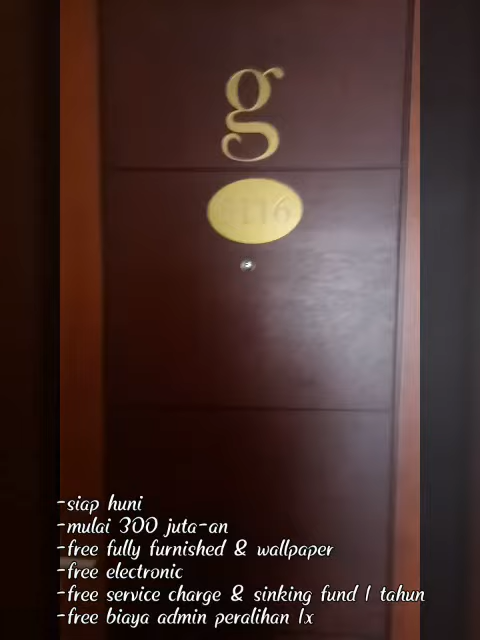 g
-siap huni
-mulai 300 juta-an
-free fully furnished & wallpaper
-free electronic
-free service charge & sinking fund 1 tahun
-free biaya admin peralihan 1x